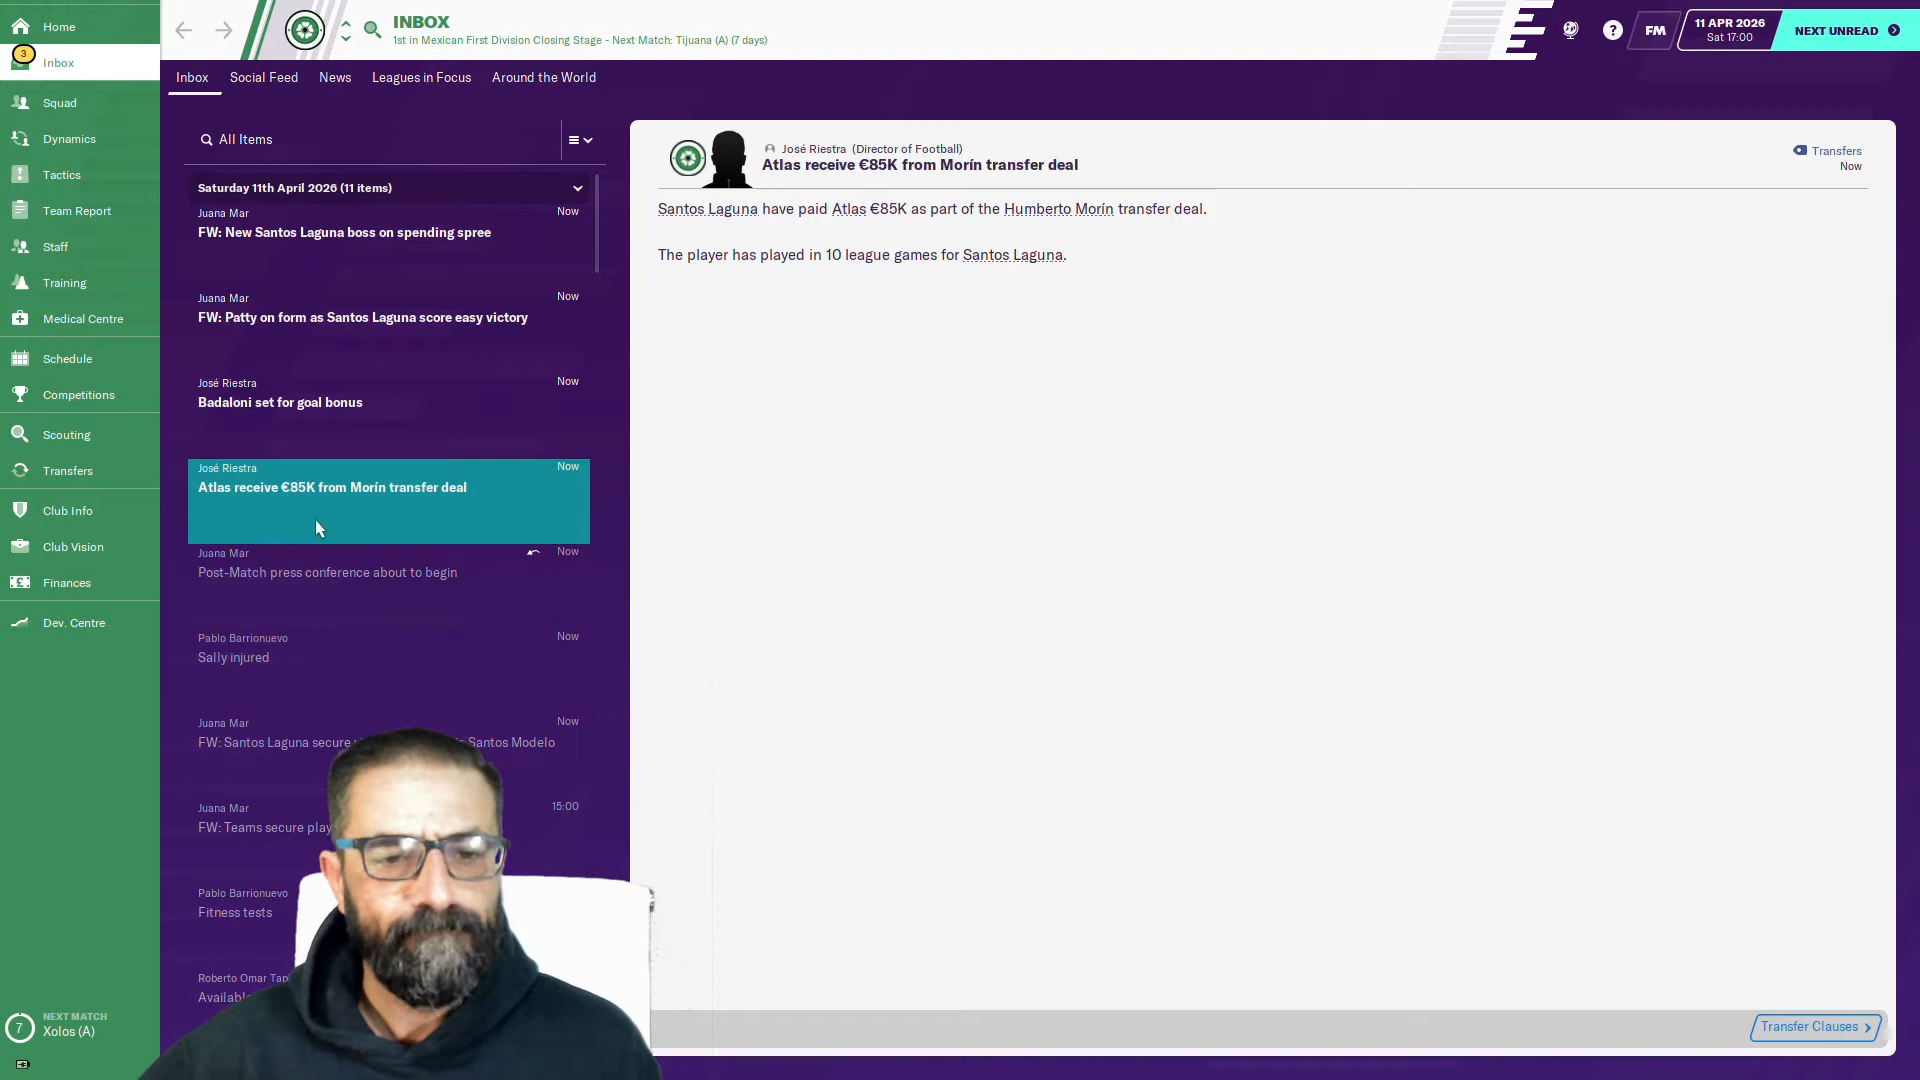 Home
3
Inbox
Squad
Dynamics
Tactics
Team Report
Staff
Training
Medical Centre
Schedule
Competitions
Scouting
Transfers
Club Info
Club Vision
Finances
Dev. Centre
NEXT MATCH
7
Xolos (A)
INBOX
1st in Mexican First Division Closing Stage - Next Match: Tijuana (A) (7 days)
?
FM
11 APR 2026
Sat 17:00
NEXT UNREAD
Inbox
Social Feed
News
Leagues in Focus
Around the World
All Items
Saturday 11th April 2026 (11 items)
Juana Mar
Now
FW: New Santos Laguna boss on spending spree
Juana Mar
Now
FW: Patty on form as Santos Laguna score easy victory
José Riestra
Now
Badaloni set for goal bonus
José Riestra
Now
Atlas receive €85K from Morín transfer deal
Juana Mar
Now
Post-Match press conference about to begin
Pablo Barrionuevo
Now
Sally injured
Juana Mar
Now
FW: Santos Laguna secure Santos Modelo
Juana Mar
15:00
FW: Teams secure play
Pablo Barrionuevo
Fitness tests
Roberto Omar
José Riestra (Director of Football)
Atlas receive €85K from Morín transfer deal
Transfers
Now
Santos Laguna have paid Atlas €85K as part of the Humberto Morín transfer deal.
The player has played in 10 league games for Santos Laguna.
Transfer Clauses